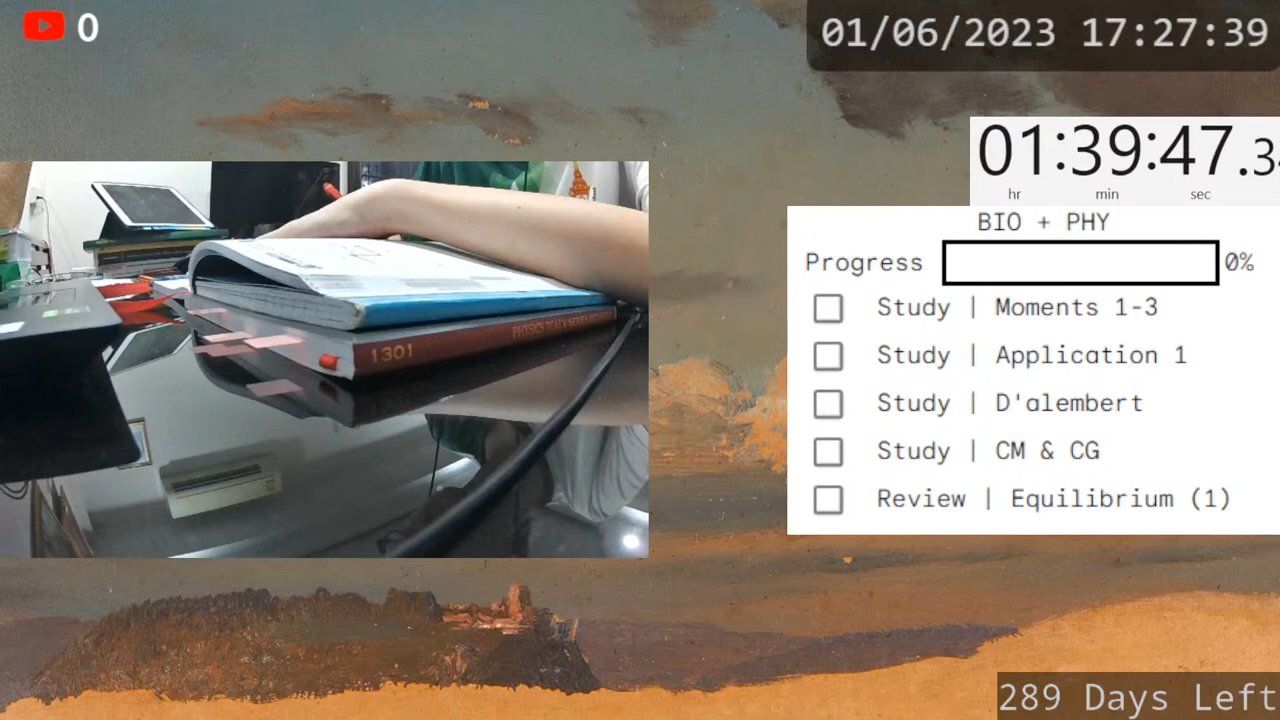 0
01/06/2023 17:27:39
01:39:47.3
hr min sec
BIO + PHY
Progress 0%
Study | Moments 1-3
Study | Application 1
Study | D'alembert
Study | CM & CG
Review | Equilibrium (1)
1301
289 Days Left